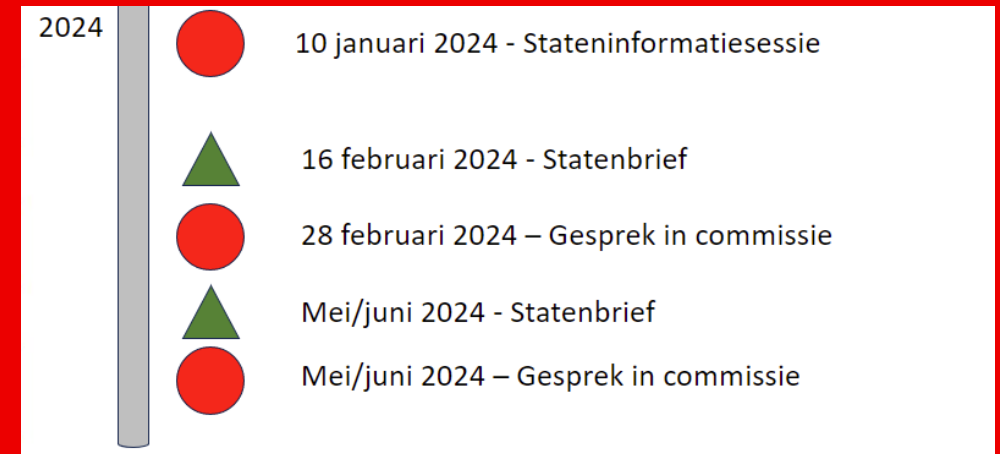 2024
10 januari 2024 - Stateninformatiesessie
16 februari 2024 - Statenbrief
28 februari 2024 – Gesprek in commissie
Mei/juni 2024 - Statenbrief
Mei/juni 2024 – Gesprek in commissie